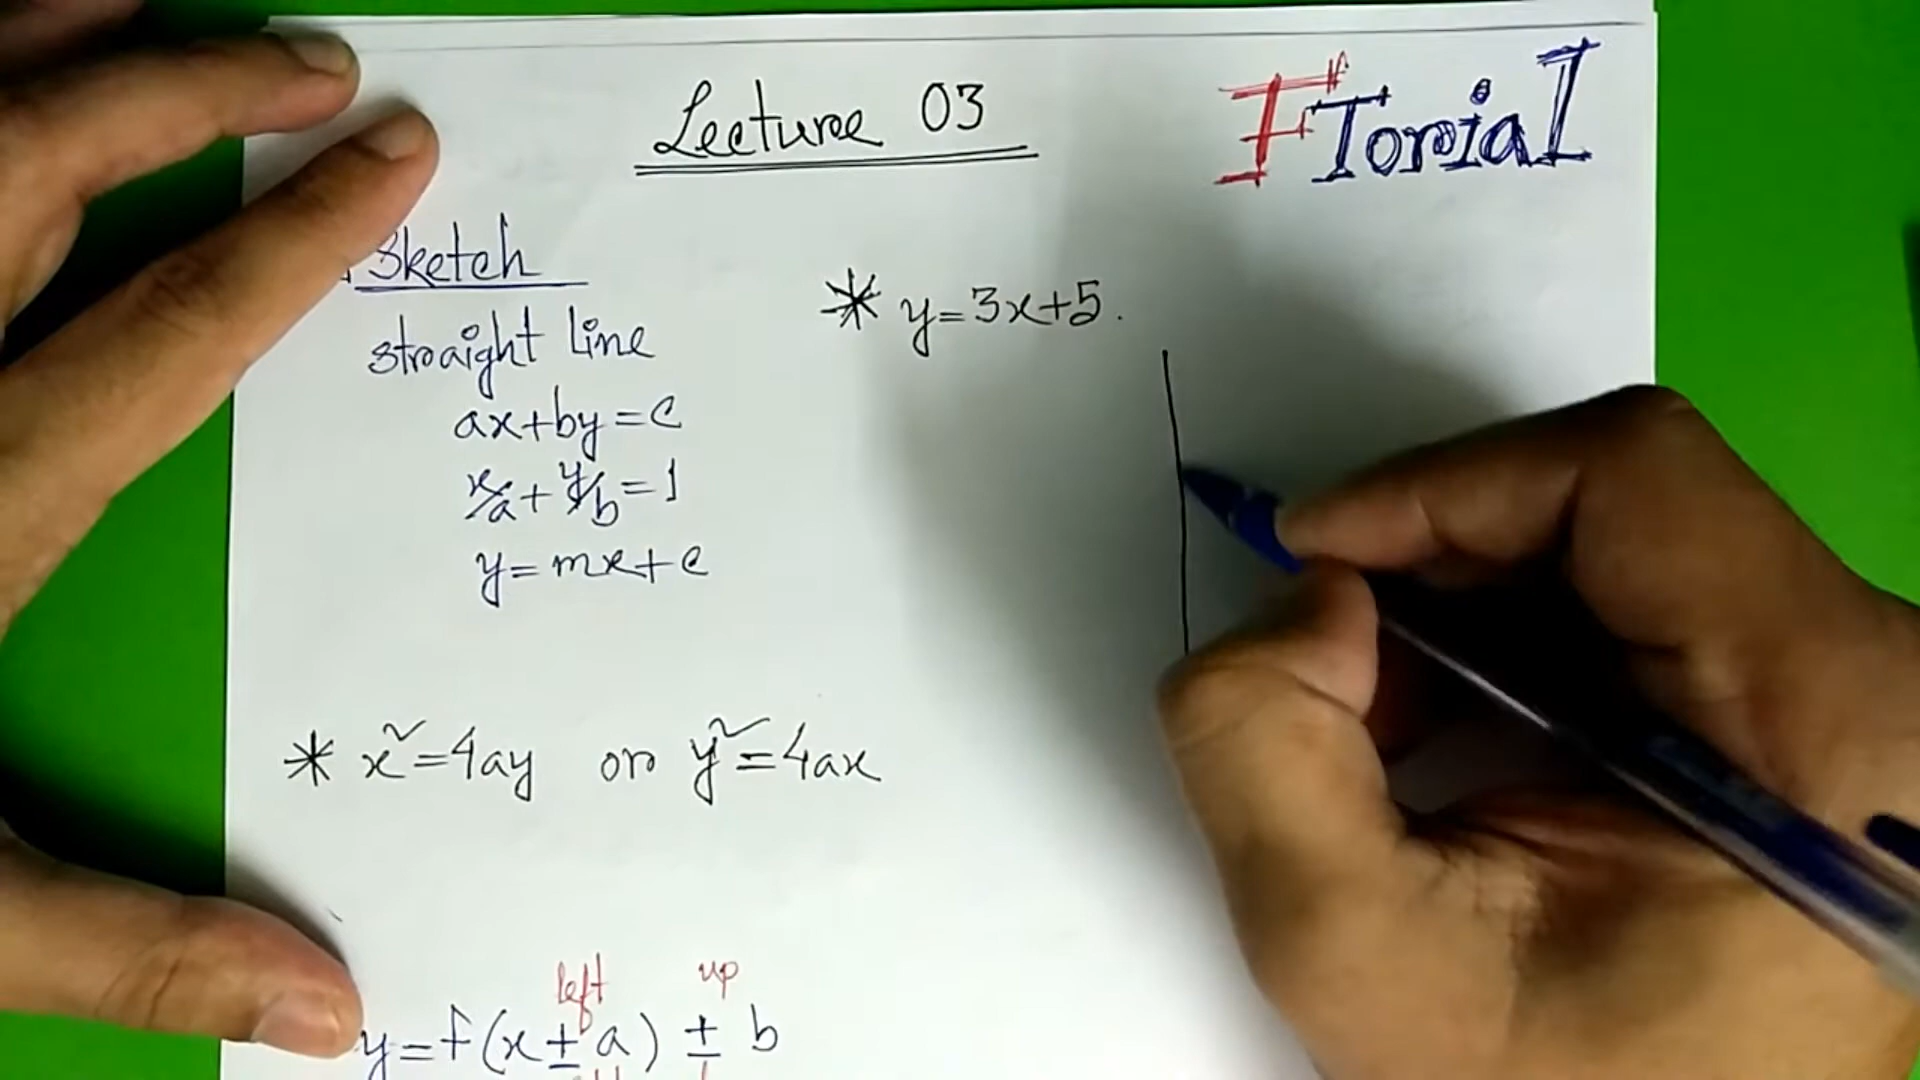 Lecture 03
FTorial
Sketch
straight line
ax+by=c
x/a + y/b = 1
y=mx+c
* y=3x+5.
* x²=4ay or y²=4ax
left up
y=f(x±a) ± b